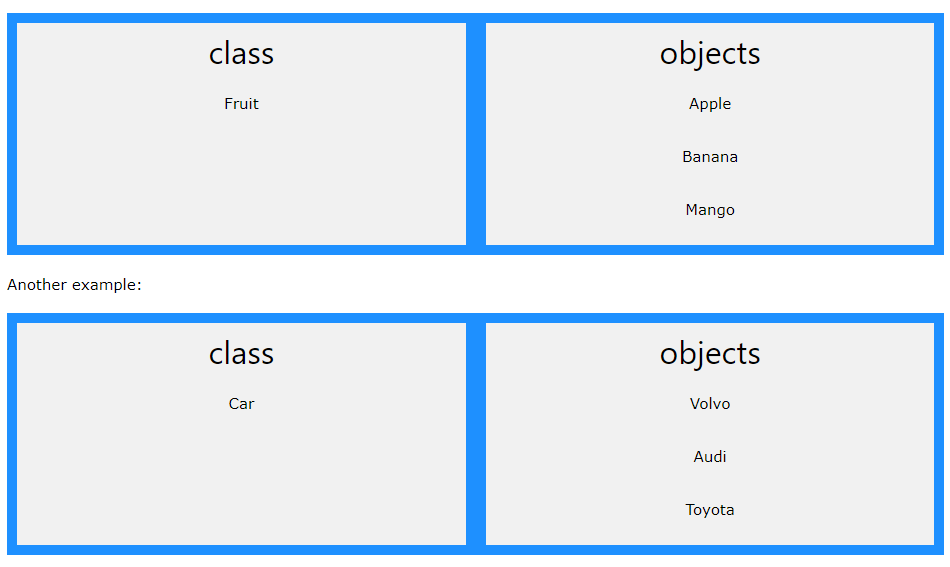 class
Fruit
objects
Apple
Banana
Mango
Another example:
class
Car
objects
Volvo
Audi
Toyota